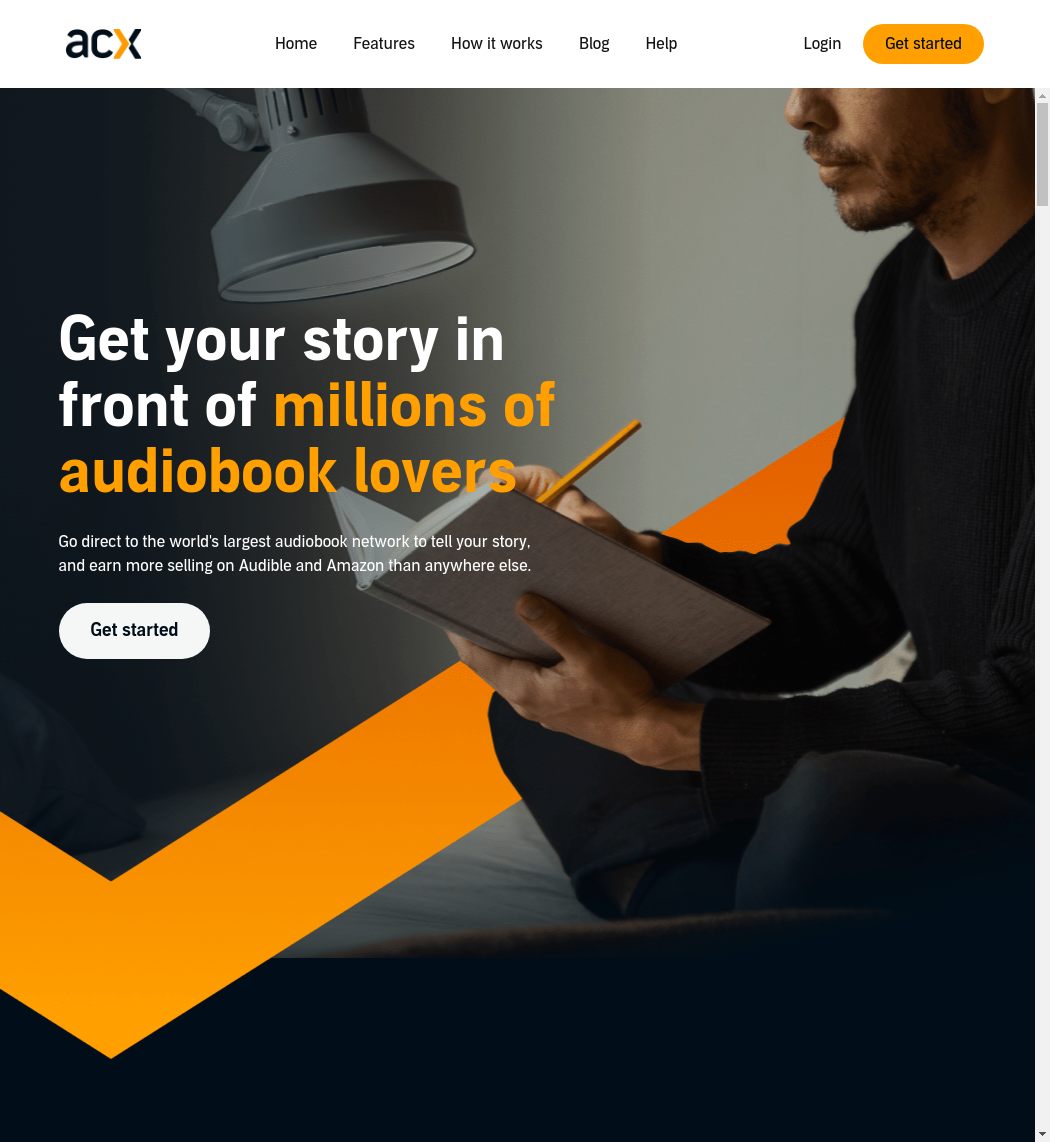 acx
Home
Features
How it works
Blog
Help
Login
Get started
Get your story in
front of millions of
audiobook lovers
Go direct to the world's largest audiobook network to tell your story,
and earn more selling on Audible and Amazon than anywhere else.
Get started